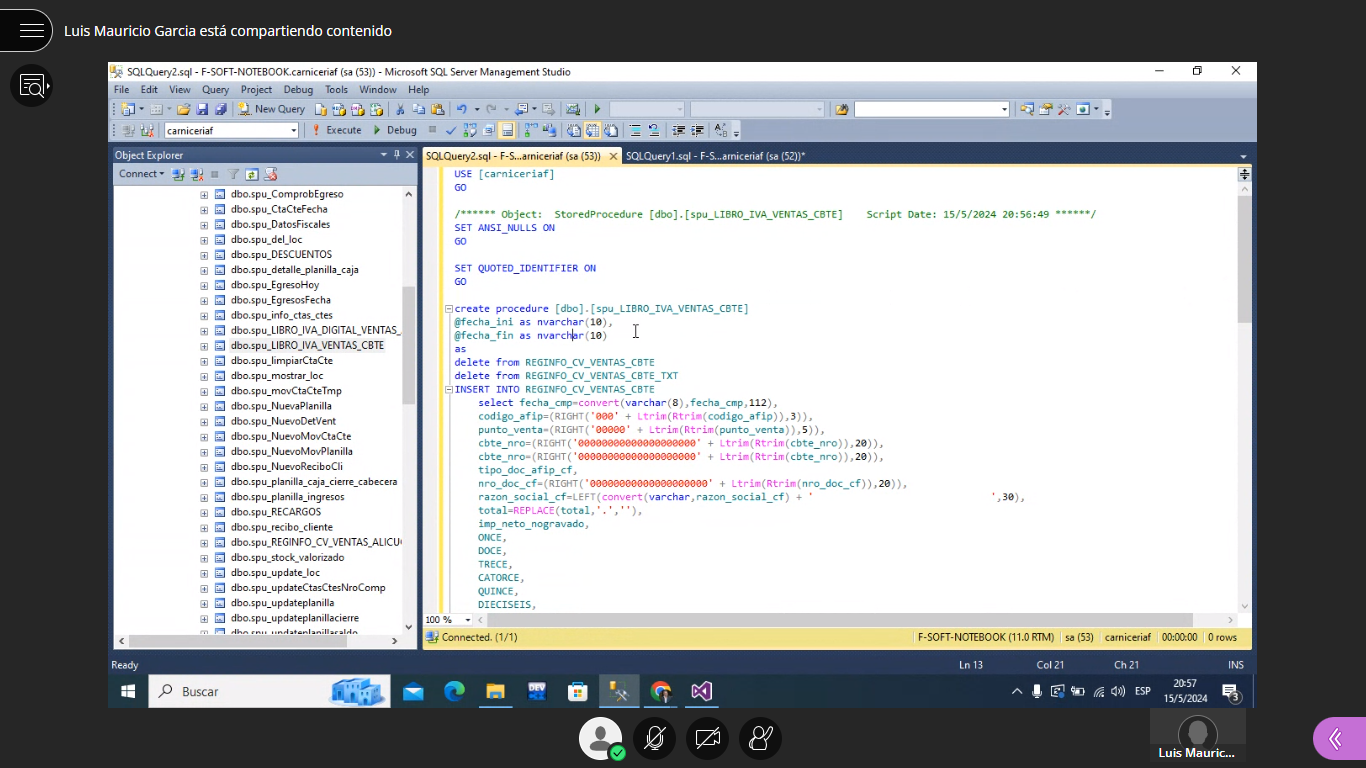 Luis Mauricio Garcia está compartiendo contenido
SQLQuery2.sql - F-SOFT-NOTEBOOK.carniceriaf (sa (53)) - Microsoft SQL Server Management Studio
File Edit View Query Project Debug Tools Window Help
New Query
carniceriaf Execute Debug
Object Explorer
Connect
dbo.spu_ComprobEgreso
dbo.spu_CtaCteFecha
dbo.spu_DatosFiscales
dbo.spu_del_loc
dbo.spu_DESCUENTOS
dbo.spu_detalle_planilla_caja
dbo.spu_EgresoHoy
dbo.spu_EgresosFecha
dbo.spu_info_ctas_ctes
dbo.spu_LIBRO_IVA_DIGITAL_VENTAS_
dbo.spu_LIBRO_IVA_VENTAS_CBTE
dbo.spu_limpiarCtaCte
dbo.spu_mostrar_loc
dbo.spu_movCtaCteTmp
dbo.spu_NuevaPlanilla
dbo.spu_NuevoDetVent
dbo.spu_NuevoMovCtaCte
dbo.spu_NuevoMovPlanilla
dbo.spu_NuevoReciboCli
dbo.spu_planilla_caja_cierre_cabecera
dbo.spu_planilla_ingresos
dbo.spu_RECARGOS
dbo.spu_recibo_cliente
dbo.spu_REGINFO_CV_VENTAS_ALICU
dbo.spu_stock_valorizado
dbo.spu_update_loc
dbo.spu_updateCtasCtesNroComp
dbo.spu_updateplanilla
dbo.spu_updateplanillacierre
dbo.spu_updateplanillasaldo
SQLQuery2.sql - F-S...arniceriaf (sa (53)) SQLQuery1.sql - F-S...arniceriaf (sa (52))*
USE [carniceriaf]
GO
/****** Object:  StoredProcedure [dbo].[spu_LIBRO_IVA_VENTAS_CBTE]    Script Date: 15/5/2024 20:56:49 ******/
SET ANSI_NULLS ON
GO
SET QUOTED_IDENTIFIER ON
GO
create procedure [dbo].[spu_LIBRO_IVA_VENTAS_CBTE]
@fecha_ini as nvarchar(10),
@fecha_fin as nvarchar(10)
as
delete from REGINFO_CV_VENTAS_CBTE
delete from REGINFO_CV_VENTAS_CBTE_TXT
INSERT INTO REGINFO_CV_VENTAS_CBTE
select fecha_cmp=convert(varchar(8),fecha_cmp,112),
codigo_afip=(RIGHT('000' + Ltrim(Rtrim(codigo_afip)),3)),
punto_venta=(RIGHT('00000' + Ltrim(Rtrim(punto_venta)),5)),
cbte_nro=(RIGHT('00000000000000000000' + Ltrim(Rtrim(cbte_nro)),20)),
cbte_nro=(RIGHT('00000000000000000000' + Ltrim(Rtrim(cbte_nro)),20)),
tipo_doc_afip_cf,
nro_doc_cf=(RIGHT('00000000000000000000' + Ltrim(Rtrim(nro_doc_cf)),20)),
razon_social_cf=LEFT(convert(varchar,razon_social_cf) + '                              ',30),
total=REPLACE(total,'.',''),
imp_neto_nogravado,
ONCE,
DOCE,
TRECE,
CATORCE,
QUINCE,
DIECISEIS,
100 %
Connected. (1/1) F-SOFT-NOTEBOOK (11.0 RTM) sa (53) carniceriaf 00:00:00 0 rows
Ready Ln 13 Col 21 Ch 21 INS
Buscar DEV ESP 20:57
15/5/2024 3
Luis Mauric...